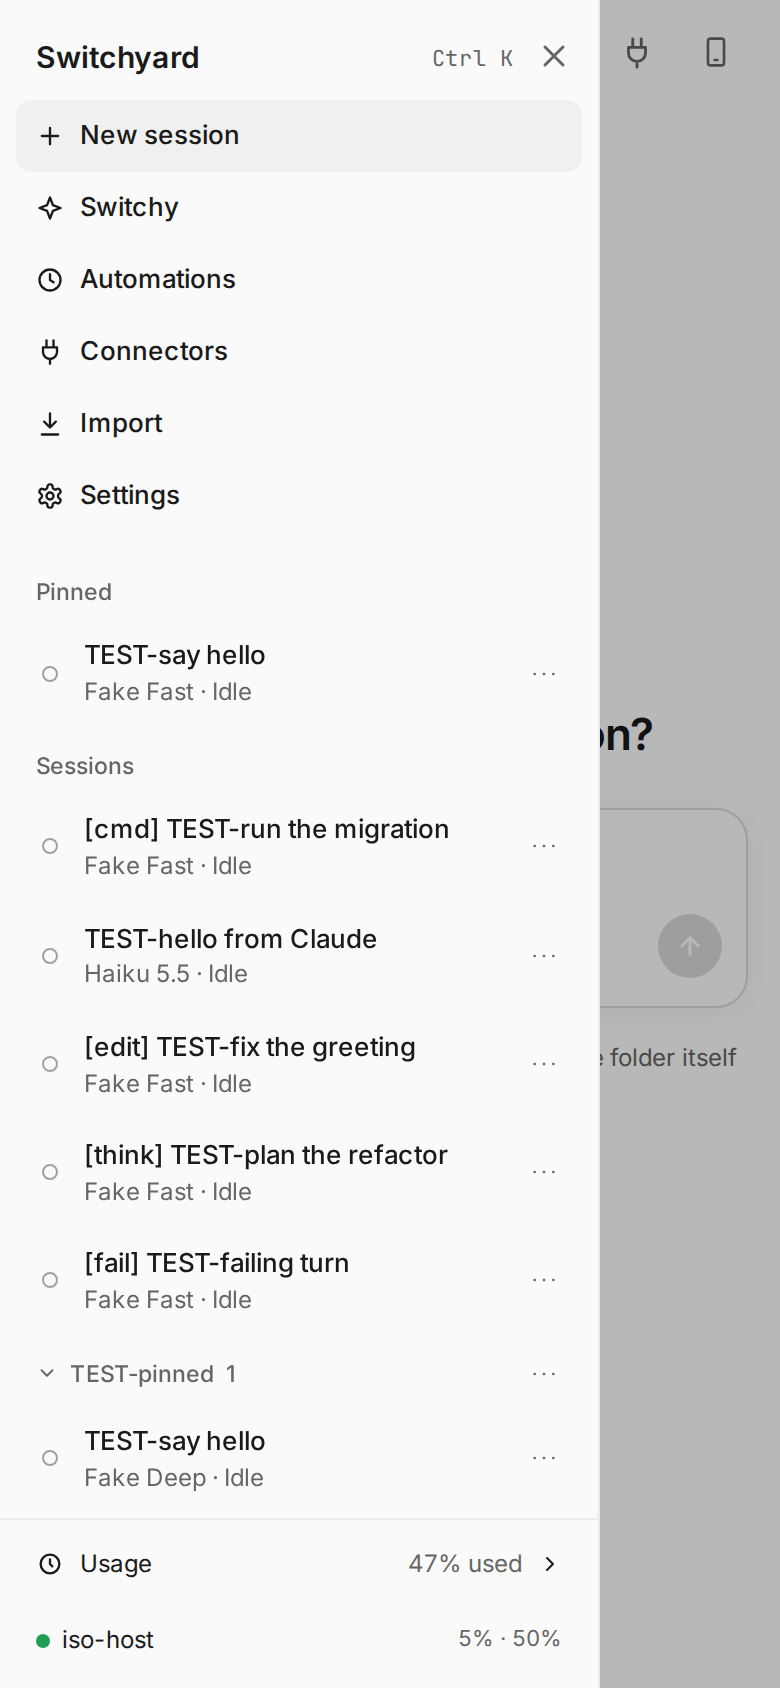 Switchyard
Ctrl K
New session
Switchy
Automations
Connectors
Import
Settings
Pinned
TEST-say hello
Fake Fast · Idle
Sessions
[cmd] TEST-run the migration
Fake Fast · Idle
TEST-hello from Claude
Haiku 5.5 · Idle
[edit] TEST-fix the greeting
Fake Fast · Idle
[think] TEST-plan the refactor
Fake Fast · Idle
[fail] TEST-failing turn
Fake Fast · Idle
TEST-pinned 1
TEST-say hello
Fake Deep · Idle
Usage
47% used
iso-host
5% · 50%
on?
folder itself